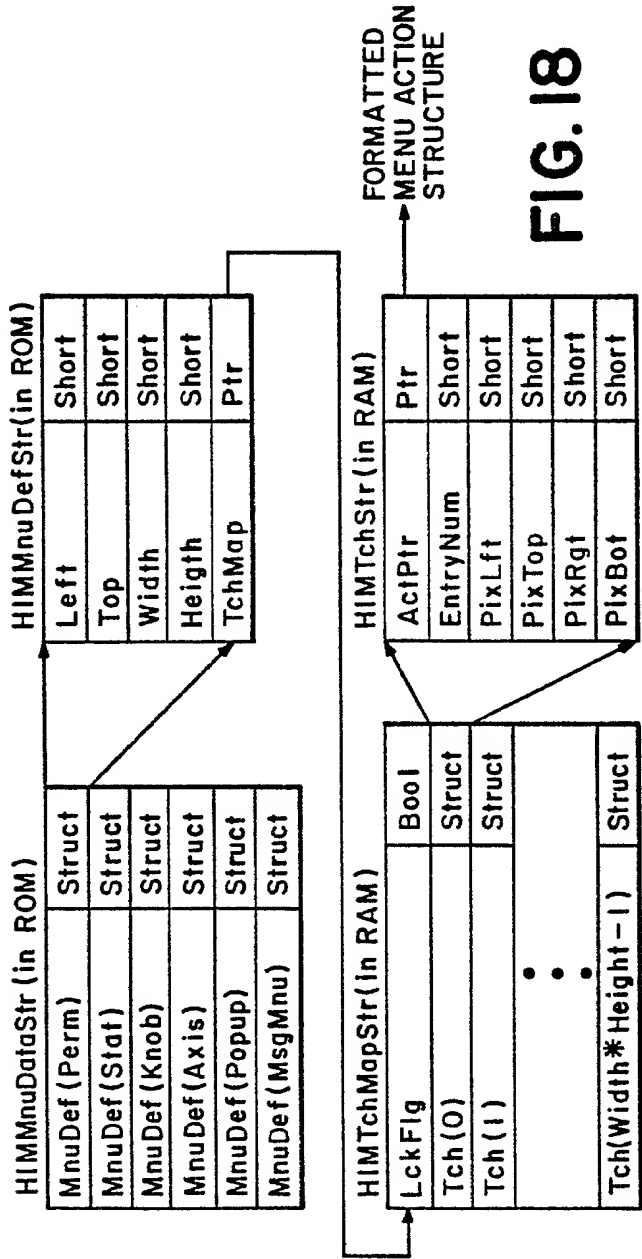 HIMMnuDataStr(in ROM)
MnuDef(Perm) Struct
MnuDef(Stat) Struct
MnuDef(Knob) Struct
MnuDef(Axis) Struct
MnuDef(Popup) Struct
MnuDef(MsgMnu) Struct
HIMMnuDefStr(in ROM)
Left Short
Top Short
Width Short
Heigth Short
TchMap Ptr
HIMTchMapStr(in RAM)
LckFlg Bool
Tch(0) Struct
Tch(1) Struct
Tch(Width*Height-1) Struct
HIMTchStr(in RAM)
ActPtr Ptr
EntryNum Short
PixLft Short
PixTop Short
PixRgt Short
PixBot Short
FORMATTED
MENU ACTION
STRUCTURE
FIG. 18